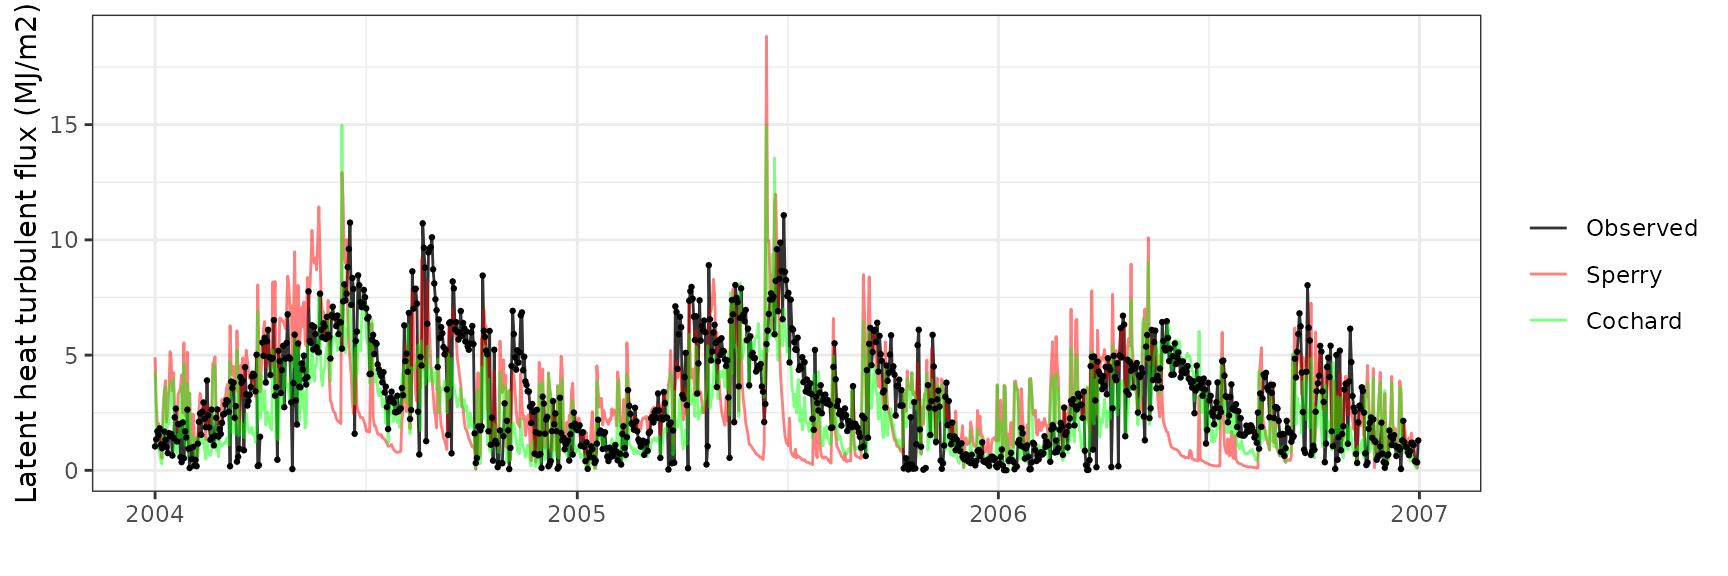 Latent heat turbulent flux (MJ/m2)
15
10
5
0
2004
2005
2006
2007
Observed
Sperry
Cochard